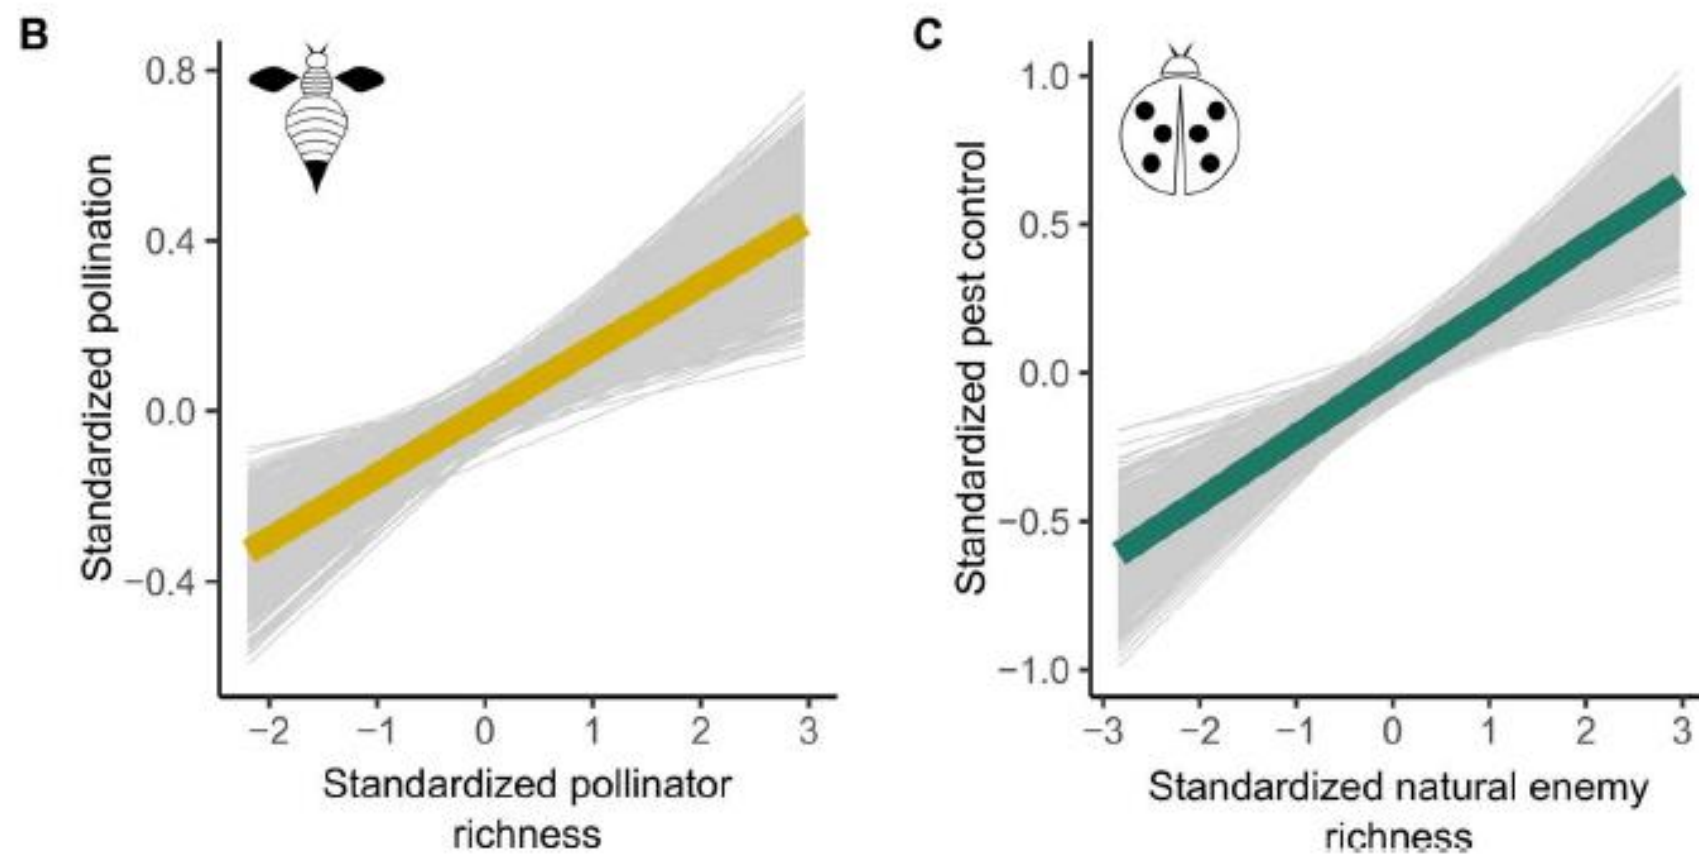 B
0.8
0.4
0.0
−0.4
Standardized pollination
−2 −1 0 1 2 3
Standardized pollinator
richness
C
1.0
0.5
0.0
−0.5
−1.0
Standardized pest control
−3 −2 −1 0 1 2 3
Standardized natural enemy
richness